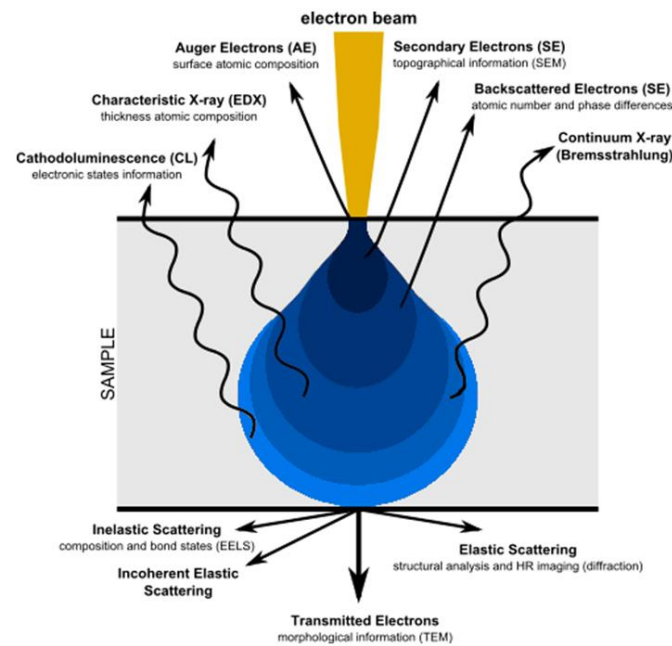 electron beam
Auger Electrons (AE)
surface atomic composition
Secondary Electrons (SE)
topographical information (SEM)
Characteristic X-ray (EDX)
thickness atomic composition
Backscattered Electrons (SE)
atomic number and phase differences
Cathodoluminescence (CL)
electronic states information
Continuum X-ray
(Bremsstrahlung)
SAMPLE
Inelastic Scattering
composition and bond states (EELS)
Incoherent Elastic
Scattering
Elastic Scattering
structural analysis and HR imaging (diffraction)
Transmitted Electrons
morphological information (TEM)